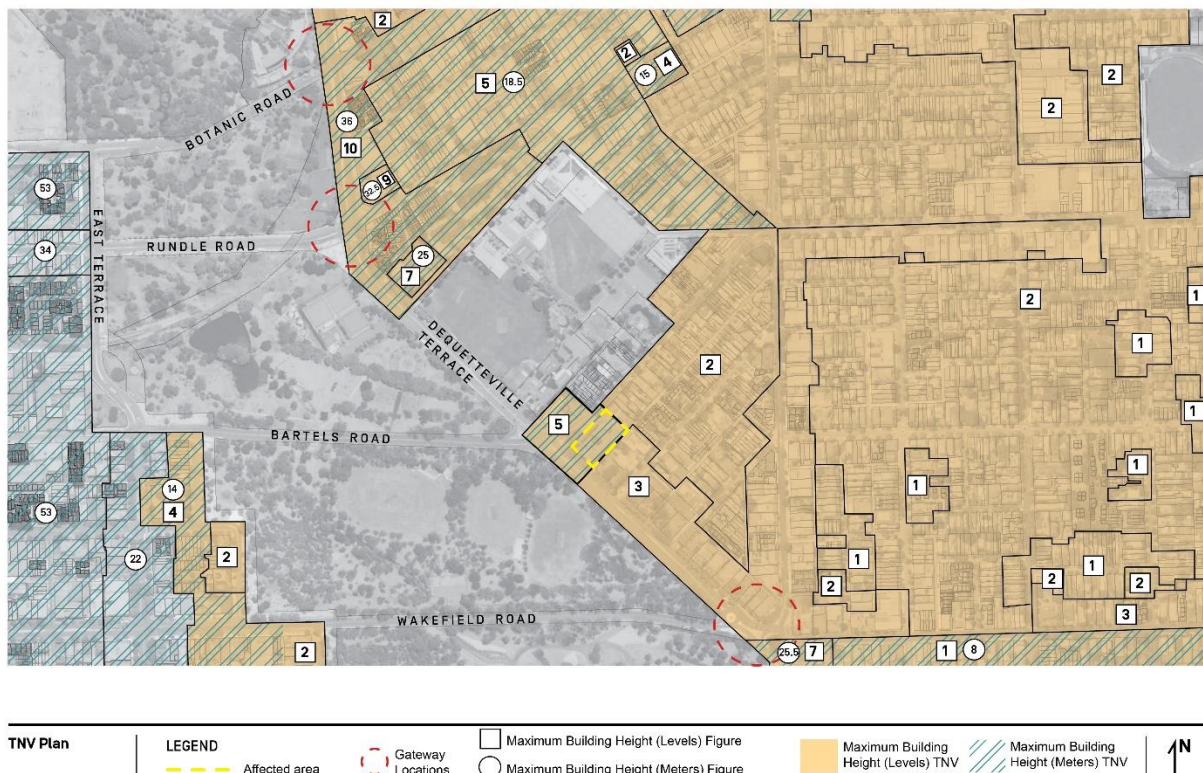 2
2
5
18.5
15
4
2
2
BOTANIC ROAD
36
10
53
32.5
9
EAST TERRACE
34
RUNDLE ROAD
25
7
2
1
DEQUETTEVILLE
TERRACE
1
2
1
5
BARTELS ROAD
3
1
1
14
4
53
22
2
1
1
2
2
2
3
WAKEFIELD ROAD
2
25.5
7
1
8
TNV Plan
LEGEND
Affected area
Gateway
Locations
Maximum Building Height (Levels) Figure
Maximum Building Height (Meters) Figure
Maximum Building
Height (Levels) TNV
Maximum Building
Height (Meters) TNV
N